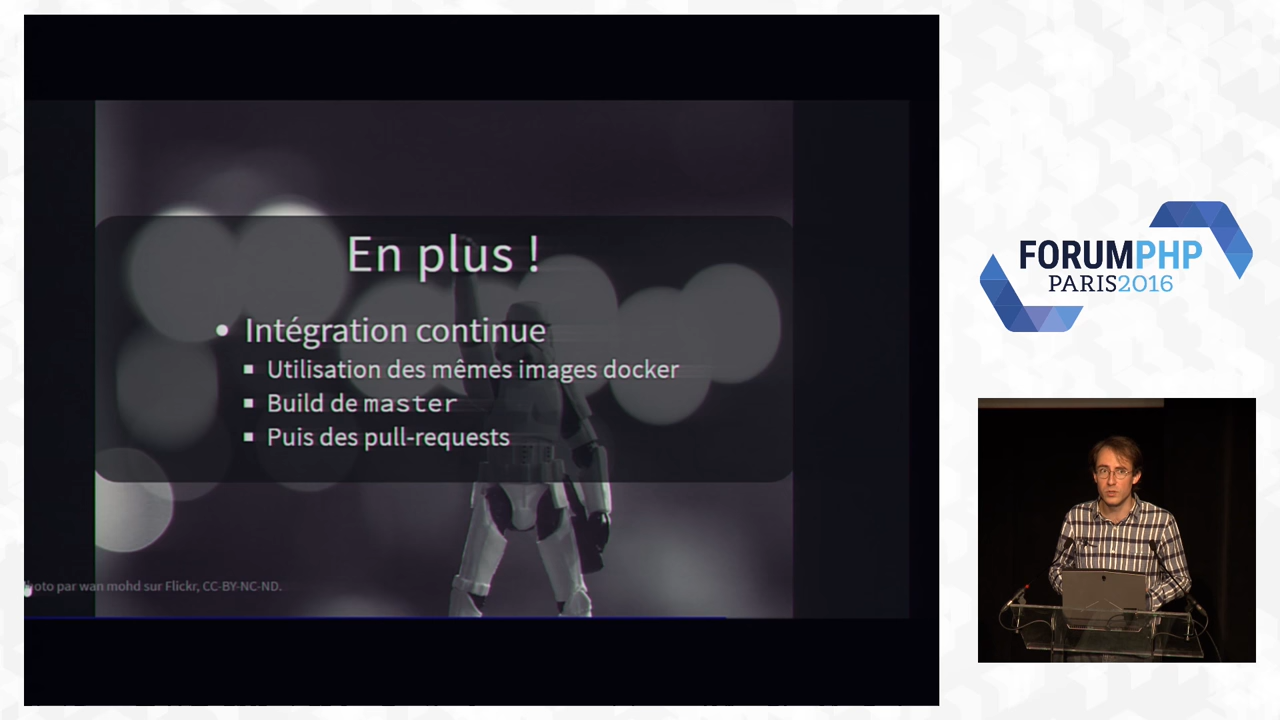 En plus !
Intégration continue
Utilisation des mêmes images docker
Build de master
Puis des pull-requests
Photo par wan mohd sur Flickr, CC-BY-NC-ND.
FORUMPHP
PARIS2016